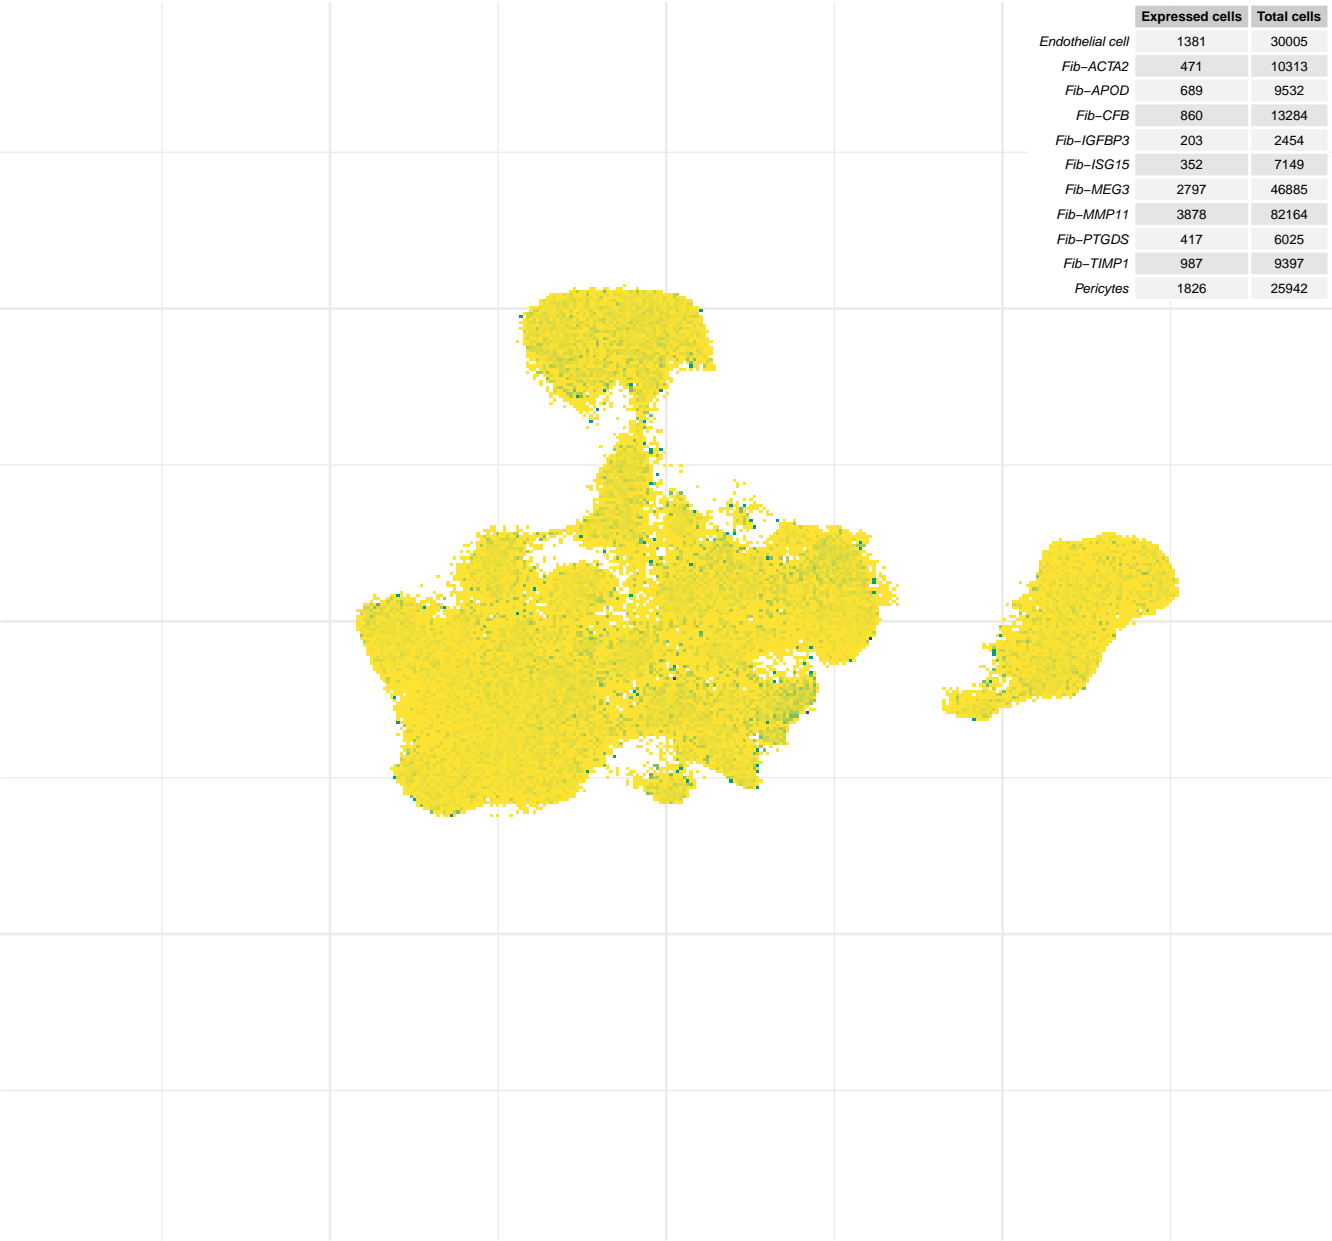 Expressed cells Total cells
Endothelial cell 1381 30005
Fib−ACTA2 471 10313
Fib−APOD 689 9532
Fib−CFB 860 13284
Fib−IGFBP3 203 2454
Fib−ISG15 352 7149
Fib−MEG3 2797 46885
Fib−MMP11 3878 82164
Fib−PTGDS 417 6025
Fib−TIMP1 987 9397
Pericytes 1826 25942